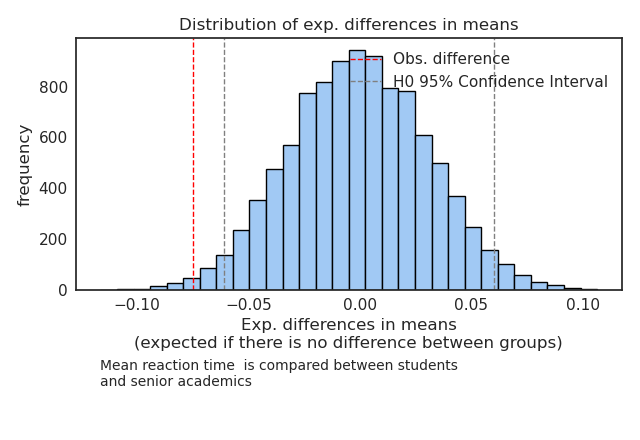 Distribution of exp. differences in means
Obs. difference
H0 95% Confidence Interval
frequency
800
600
400
200
0
−0.10
−0.05
0.00
0.05
0.10
Exp. differences in means
(expected if there is no difference between groups)
Mean reaction time  is compared between students
and senior academics